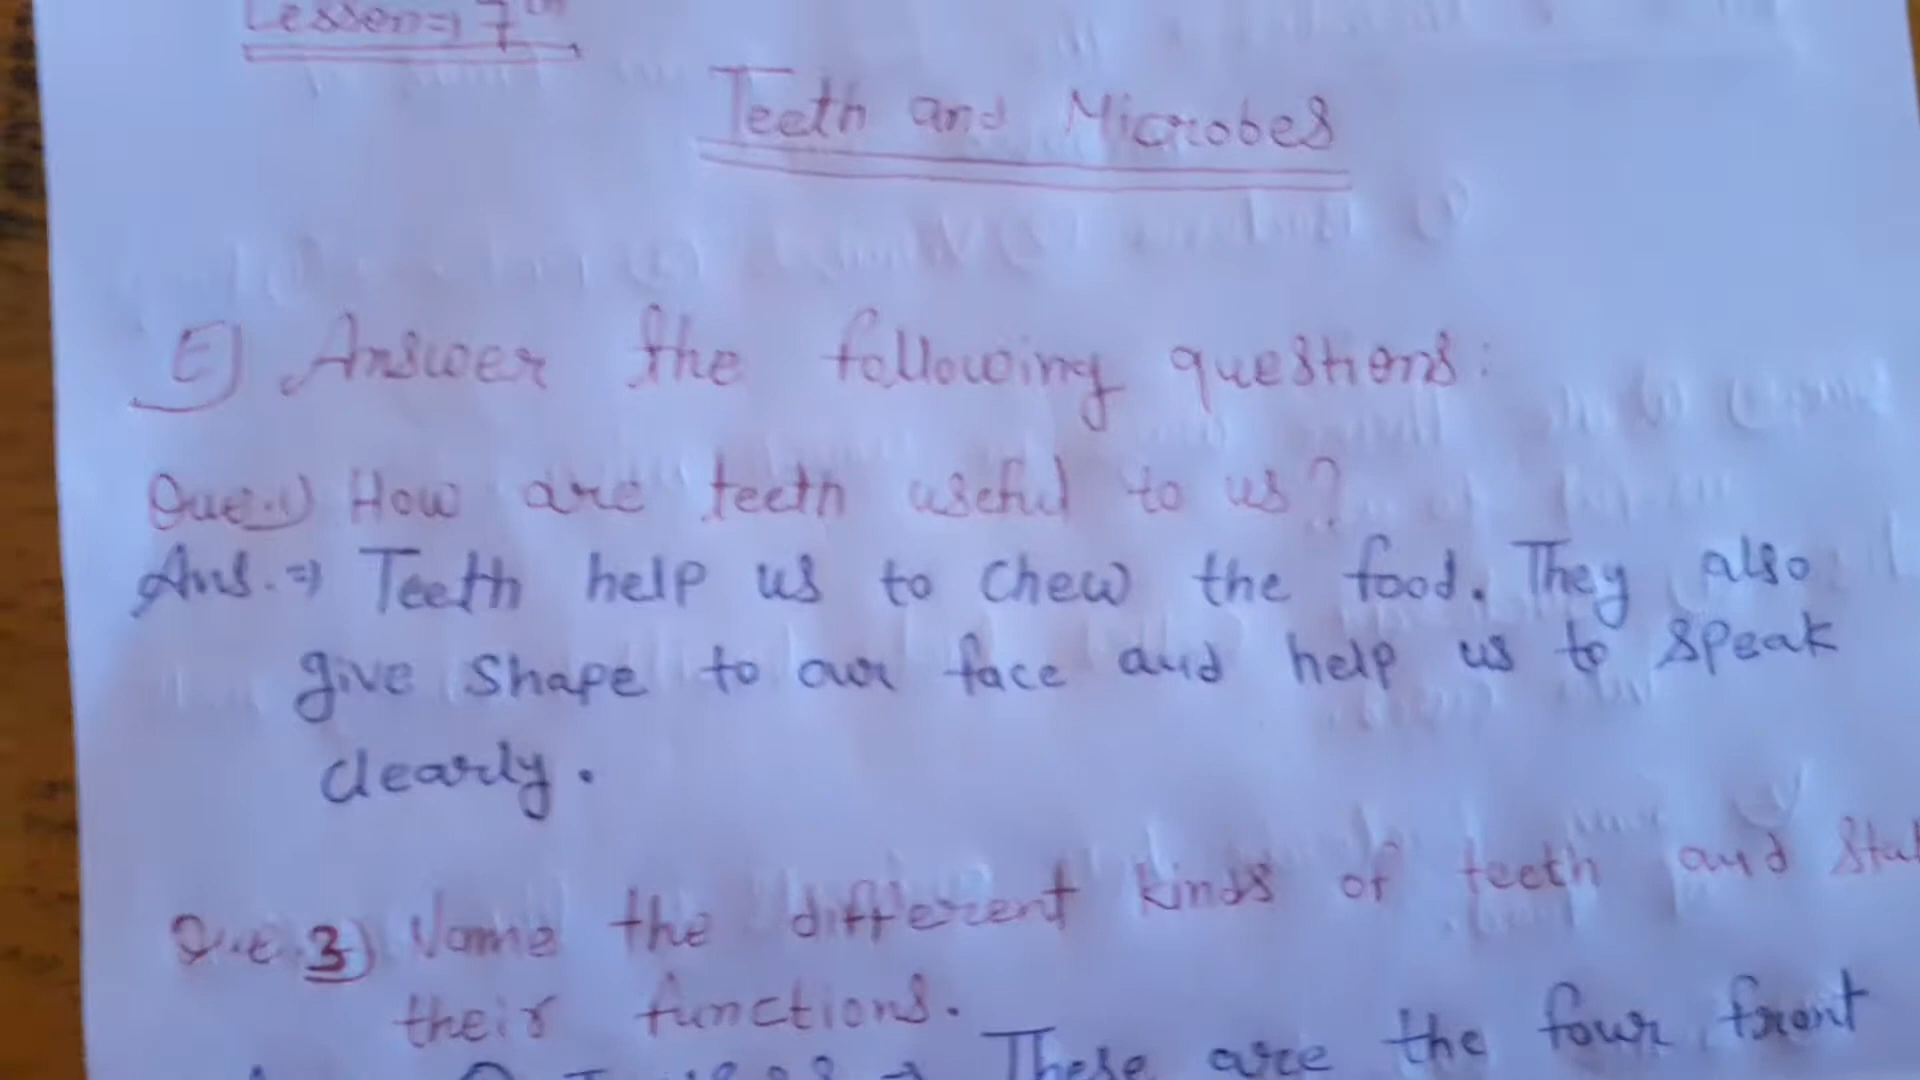 Lesson⇒ 7th
Teeth and Microbes
E) Answer the following questions:
Que.1) How are teeth useful to us?
Ans.⇒ Teeth help us to chew the food. They also
give shape to our face and help us to speak
clearly.
Que.3) Name the different kinds of teeth and
their functions.
These are the four front